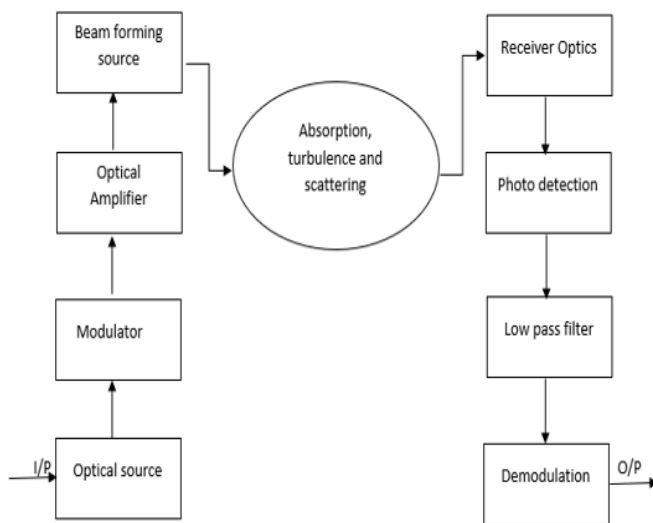 Beam forming
source
Optical
Amplifier
Modulator
I/P
Optical source
Absorption,
turbulence and
scattering
Receiver Optics
Photo detection
Low pass filter
Demodulation
O/P